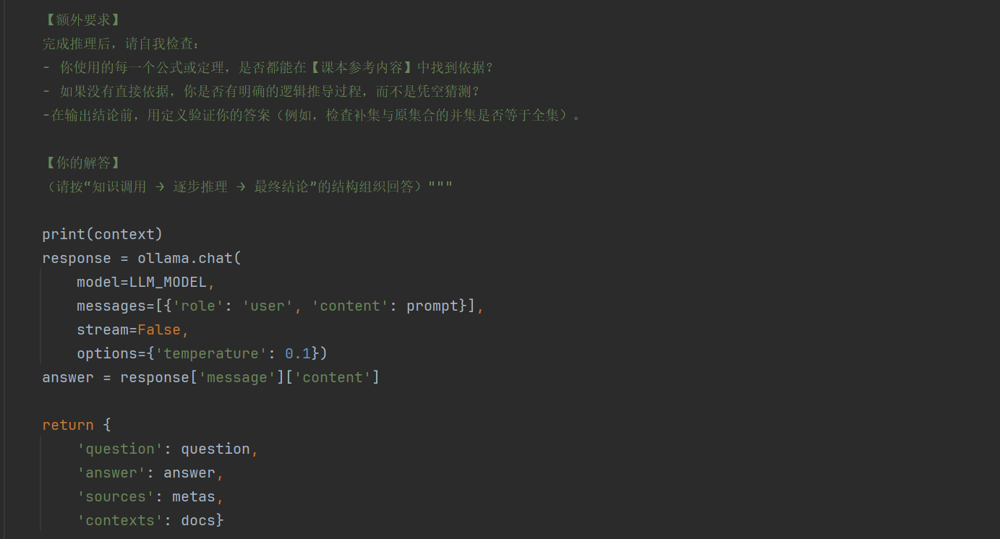 【额外要求】
完成推理后，请自我检查：
- 你使用的每一个公式或定理，是否都能在【课本参考内容】中找到依据？
- 如果没有直接依据，你是否有明确的逻辑推导过程，而不是凭空猜测？
-在输出结论前，用定义验证你的答案（例如，检查补集与原集合的并集是否等于全集）。
【你的解答】
（请按“知识调用 → 逐步推理 → 最终结论”的结构组织回答）"""
print(context)
response = ollama.chat(
model=LLM_MODEL,
messages=[{'role': 'user', 'content': prompt}],
stream=False,
options={'temperature': 0.1})
answer = response['message']['content']
return {
'question': question,
'answer': answer,
'sources': metas,
'contexts': docs}